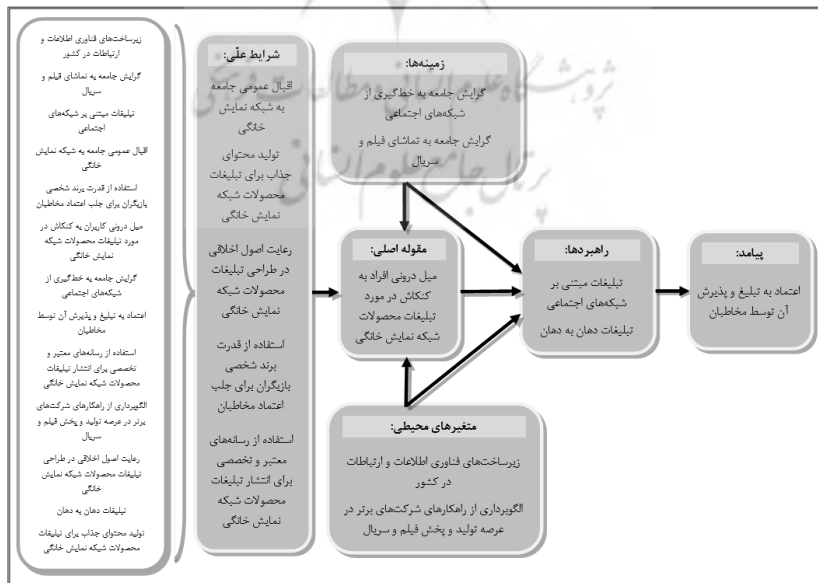 زیرساخت‌های فناوری اطلاعات و
ارتباطات در کشور
گرایش جامعه به تماشای فیلم و
سریال
تبلیغات مبتنی بر شبکه‌های
اجتماعی
اقبال عمومی جامعه به شبکه نمایش
خانگی
استفاده از قدرت برند شخصی
بازیگران برای جلب اعتماد مخاطبان
میل درونی کاربران به کنکاش در
مورد تبلیغات محصولات شبکه
نمایش خانگی
گرایش جامعه به خط‌گیری از
شبکه‌های اجتماعی
اعتماد به تبلیغ و پذیرش آن توسط
مخاطبان
استفاده از رسانه‌های معتبر و
تخصصی برای انتشار تبلیغات
محصولات شبکه نمایش خانگی
الگوبرداری از راهکارهای شرکت‌های
برتر در عرصه تولید و پخش فیلم و
سریال
رعایت اصول اخلاقی در طراحی
تبلیغات محصولات شبکه نمایش
خانگی
تبلیغات دهان به دهان
تولید محتوای جذاب برای تبلیغات
محصولات شبکه نمایش خانگی
شرایط علّی:
اقبال عمومی جامعه
به شبکه نمایش
خانگی
تولید محتوای
جذاب برای تبلیغات
محصولات شبکه
نمایش خانگی
رعایت اصول اخلاقی
در طراحی تبلیغات
محصولات شبکه
نمایش خانگی
استفاده از قدرت
برند شخصی
بازیگران برای جلب
اعتماد مخاطبان
استفاده از رسانه‌های
معتبر و تخصصی
برای انتشار تبلیغات
محصولات شبکه
نمایش خانگی
زمینه‌ها:
گرایش جامعه به خط‌گیری از
شبکه‌های اجتماعی
گرایش جامعه به تماشای فیلم و
سریال
مقوله اصلی:
میل درونی افراد به
کنکاش در مورد
تبلیغات محصولات
شبکه نمایش خانگی
متغیرهای محیطی:
زیرساخت‌های فناوری اطلاعات و ارتباطات
در کشور
الگوبرداری از راهکارهای شرکت‌های برتر در
عرصه تولید و پخش فیلم و سریال
راهبردها:
تبلیغات مبتنی بر
شبکه‌های اجتماعی
تبلیغات دهان به دهان
پیامد:
اعتماد به تبلیغ و پذیرش
آن توسط مخاطبان
پژوهشگاه علوم انسانی و مطالعات فرهنگی
پرتال جامع علوم انسانی